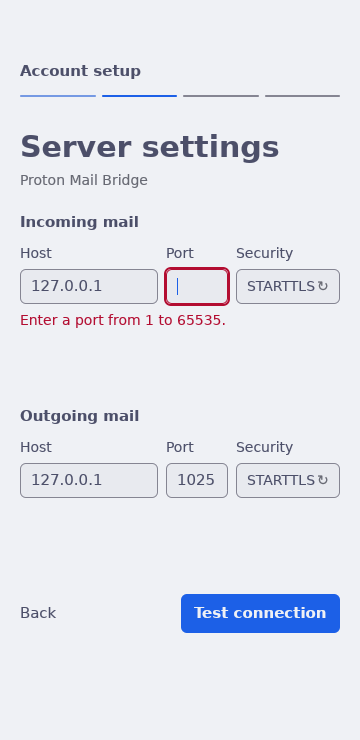 Account setup
Server settings
Proton Mail Bridge
Incoming mail
Host Port Security
127.0.0.1 STARTTLS ↻
Enter a port from 1 to 65535.
Outgoing mail
Host Port Security
127.0.0.1 1025 STARTTLS ↻
Back Test connection